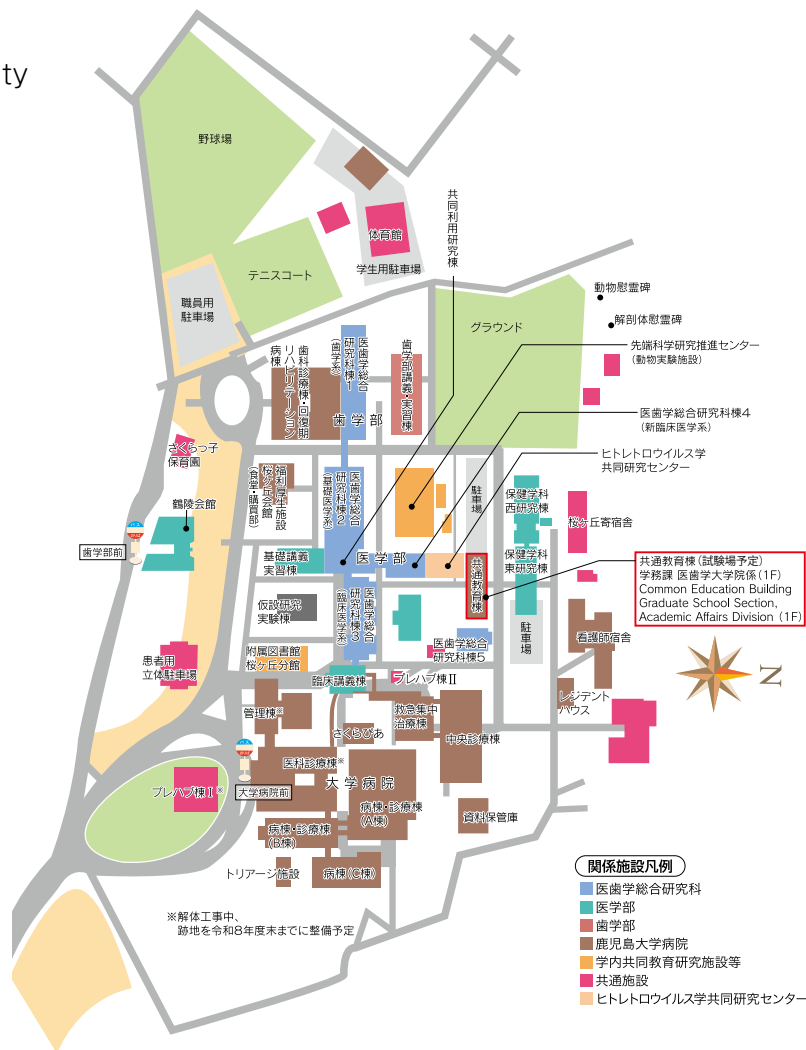 ty
野球場
体育館
学生用駐車場
テニスコート
職員用
駐車場
共同利用研究棟
グラウンド
動物慰霊碑
解剖体慰霊碑
先端科学研究推進センター
(動物実験施設)
医歯学総合研究科棟4
(新臨床医学系)
ヒトレトロウイルス学
共同研究センター
歯科診療棟・回復期
リハビリテーション
病棟
医歯学総合
研究科棟1
(歯学系)
歯学部講義・実習棟
歯学部
さくらっ子
保育園
福利厚生施設
桜ヶ丘会館
(食堂・購買部)
医歯学総合
研究科棟2
(基礎医学系)
駐車場
保健学科
西研究棟
桜ヶ丘寄宿舎
鶴陵会館
歯学部前
基礎講義
実習棟
医学部
共通教育棟
保健学科
東研究棟
共通教育棟(試験場予定)
学務課 医歯学大学院係(1F)
Common Education Building
Graduate School Section,
Academic Affairs Division (1F)
仮設研究
実験棟
医歯学総合
研究科棟3
(臨床医学系)
医歯学総合
研究科棟5
駐車場
看護師宿舎
附属図書館
桜ヶ丘分館
患者用
立体駐車場
臨床講義棟
プレハブ棟Ⅱ
N
レジデント
ハウス
管理棟※
さくらぴあ
救急集中
治療棟
中央診療棟
医科診療棟※
大学病院
プレハブ棟Ⅰ※
大学病院前
病棟・診療棟
(A棟)
病棟・診療棟
(B棟)
資料保管庫
トリアージ施設
病棟(C棟)
※解体工事中、
跡地を令和8年度末までに整備予定
関係施設凡例
医歯学総合研究科
医学部
歯学部
鹿児島大学病院
学内共同教育研究施設等
共通施設
ヒトレトロウイルス学共同研究センター